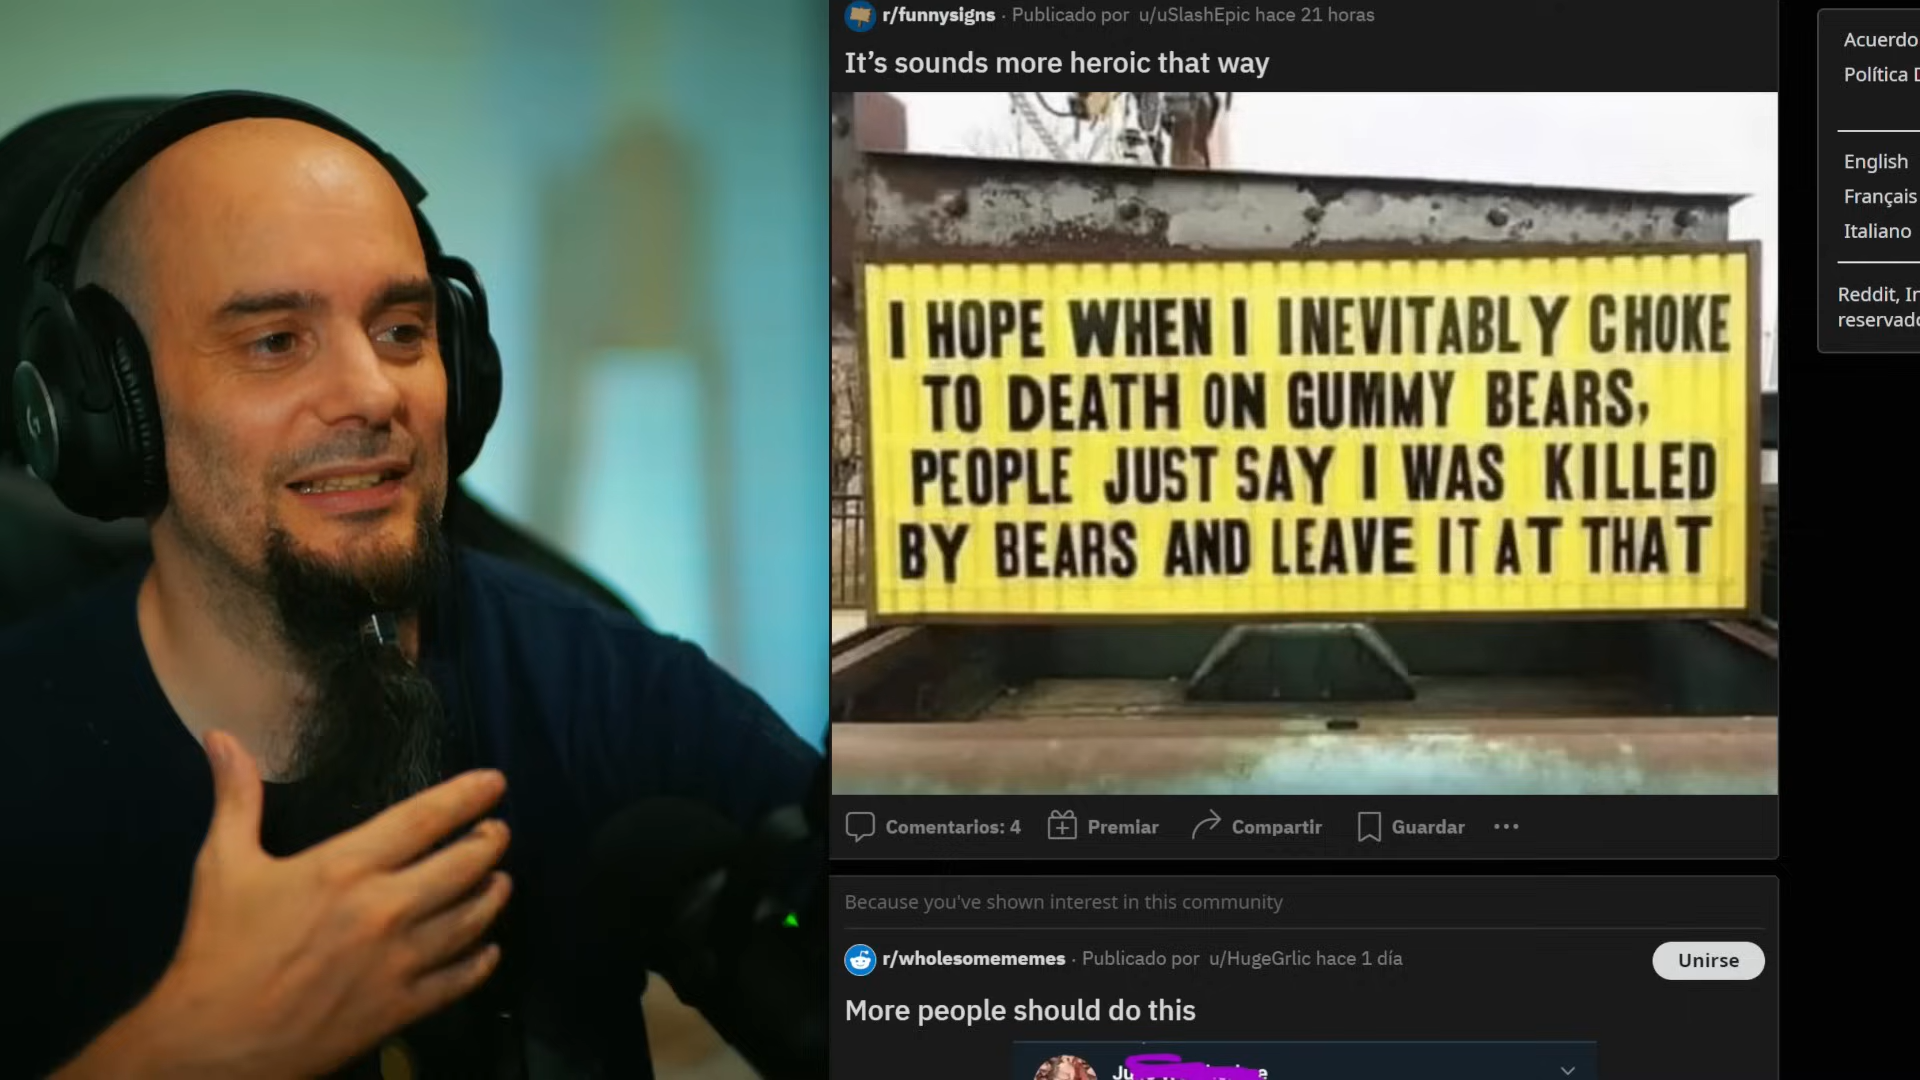 r/funnysigns · Publicado por u/uSlashEpic hace 21 horas
It’s sounds more heroic that way
I HOPE WHEN I INEVITABLY CHOKE
TO DEATH ON GUMMY BEARS,
PEOPLE JUST SAY I WAS KILLED
BY BEARS AND LEAVE IT AT THAT
Comentarios: 4 Premiar Compartir Guardar
Because you've shown interest in this community
r/wholesomememes · Publicado por u/HugeGrlic hace 1 día
Unirse
More people should do this
Acuerdo
Política
English
Français
Italiano
Reddit,